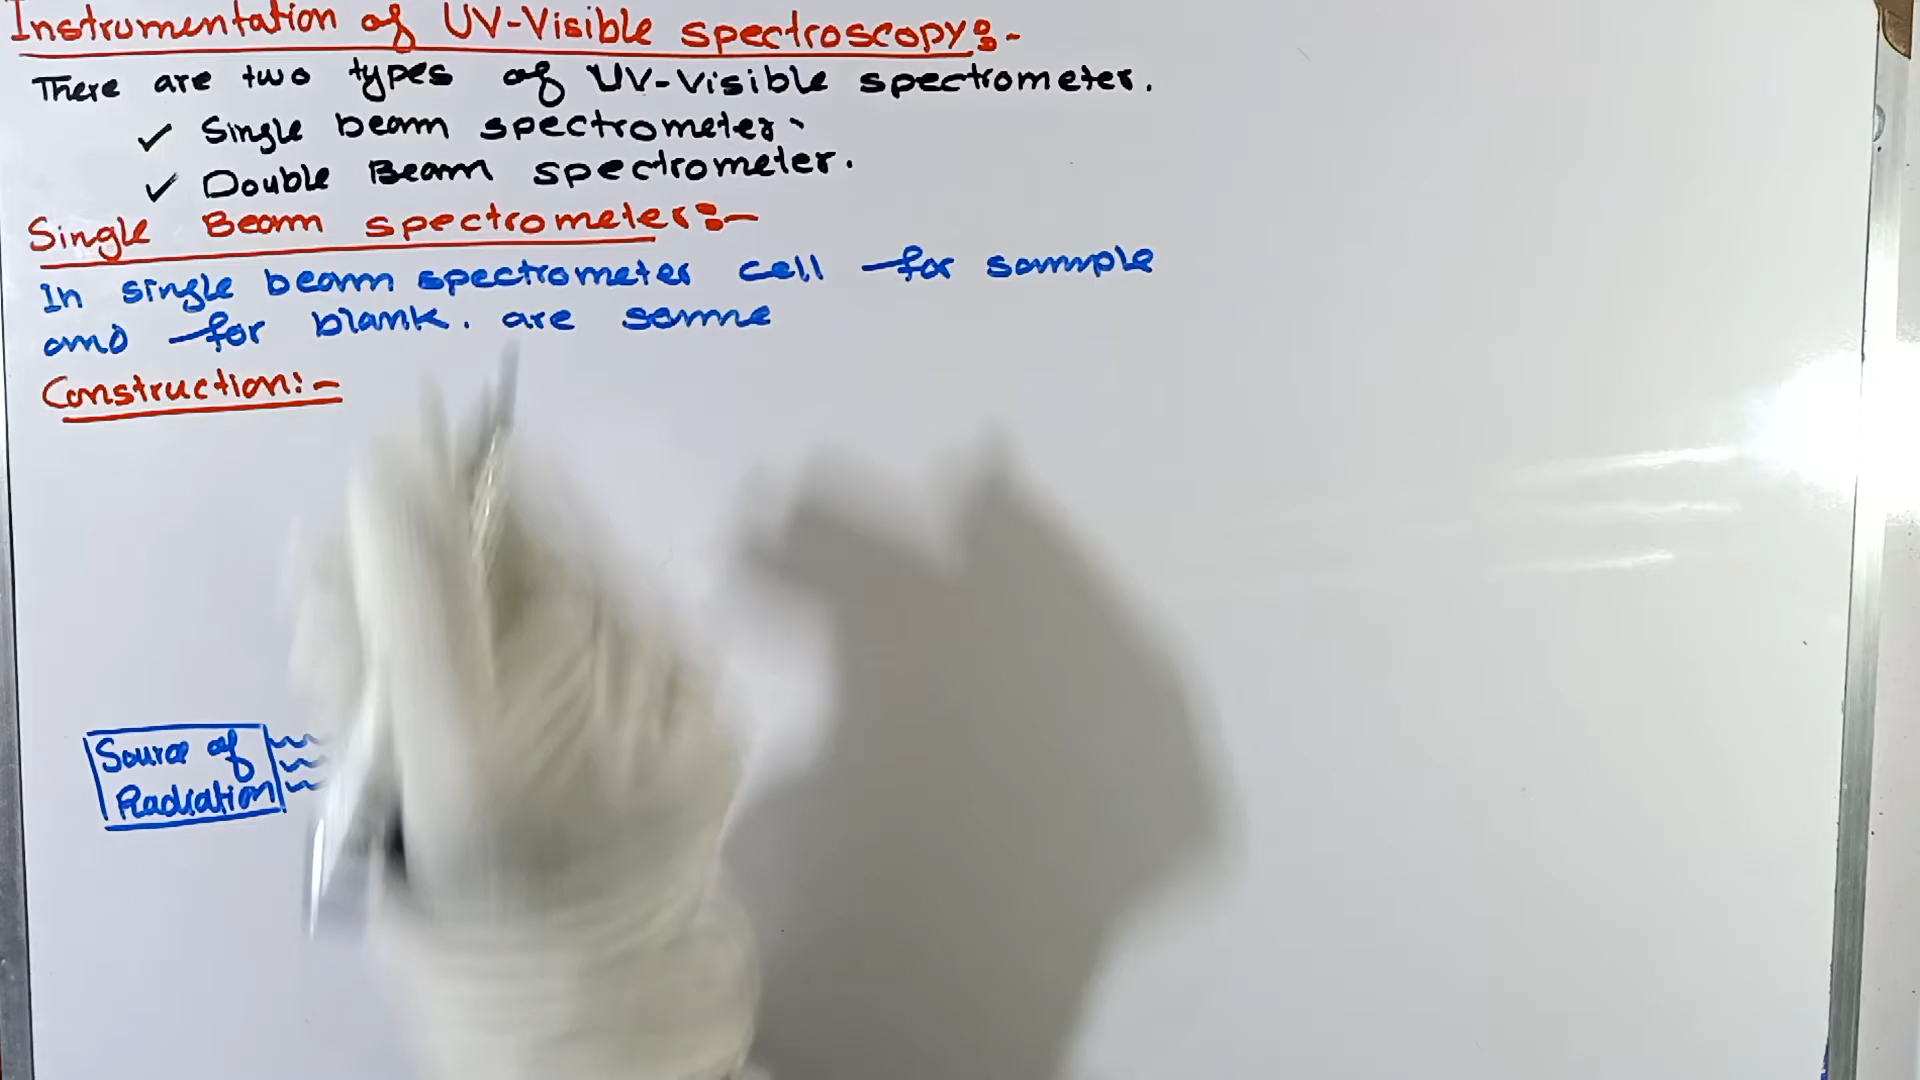 Instrumentation of UV-Visible spectroscopy:-
There are two types of UV-Visible spectrometer.
✓ Single beam spectrometer.
✓ Double Beam spectrometer.
Single Beam spectrometer:-
In single beam spectrometer cell for sample
and for blank. are same
Construction:-
Source of
Radiation